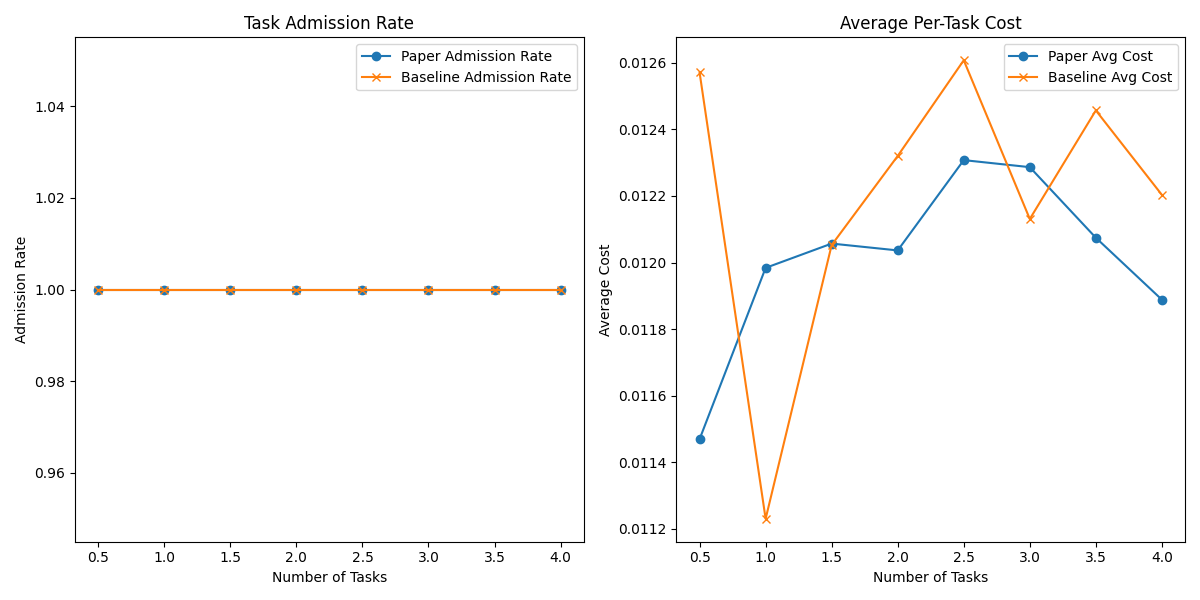 Task Admission Rate
Paper Admission Rate
Baseline Admission Rate
1.04
1.02
1.00
0.98
0.96
Admission Rate
0.5 1.0 1.5 2.0 2.5 3.0 3.5 4.0
Number of Tasks
Average Per-Task Cost
Paper Avg Cost
Baseline Avg Cost
0.0126
0.0124
0.0122
0.0120
0.0118
0.0116
0.0114
0.0112
Average Cost
0.5 1.0 1.5 2.0 2.5 3.0 3.5 4.0
Number of Tasks